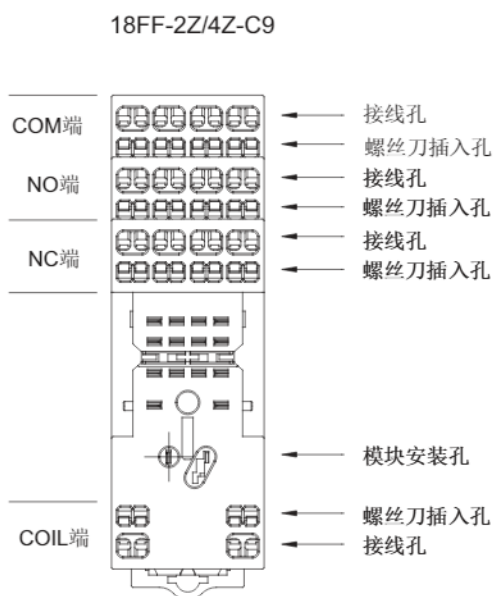 18FF-2Z/4Z-C9
COM端
接线孔
螺丝刀插入孔
NO端
接线孔
螺丝刀插入孔
NC端
接线孔
螺丝刀插入孔
模块安装孔
COIL端
螺丝刀插入孔
接线孔